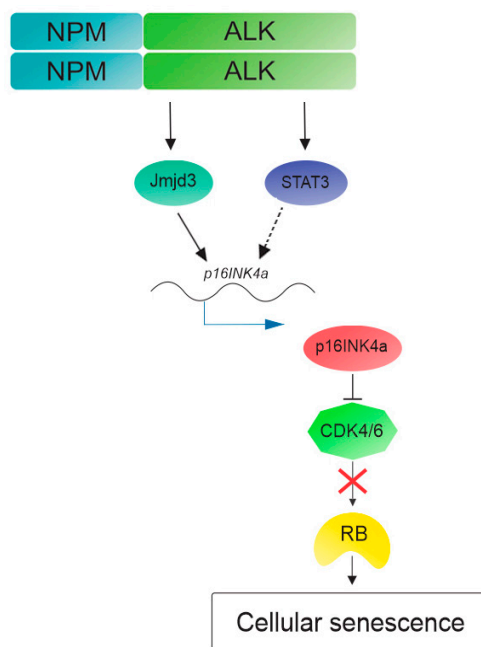 NPM ALK
NPM ALK
Jmjd3 STAT3
p16INK4a
p16INK4a
CDK4/6
RB
Cellular senescence